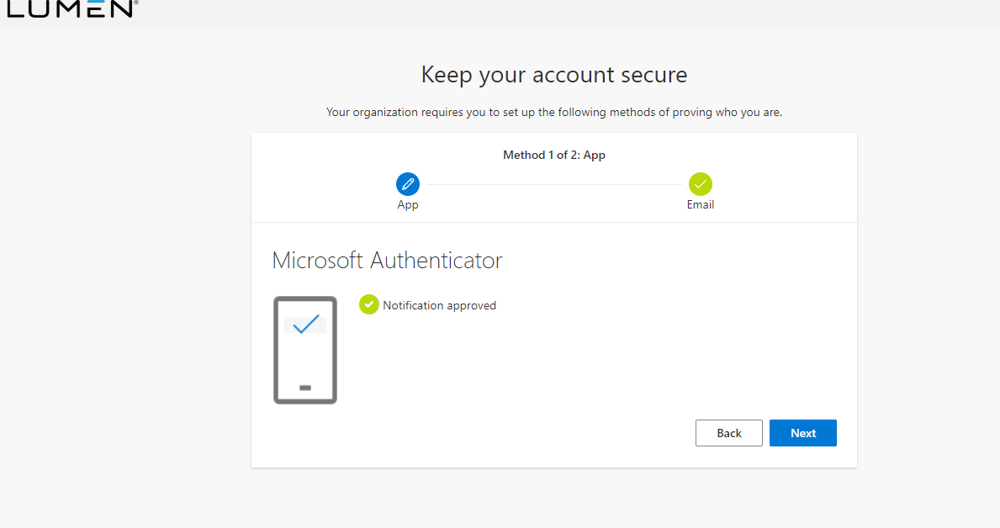 LUMEN®
Keep your account secure
Your organization requires you to set up the following methods of proving who you are.
Method 1 of 2: App
App
Email
Microsoft Authenticator
Notification approved
Back
Next